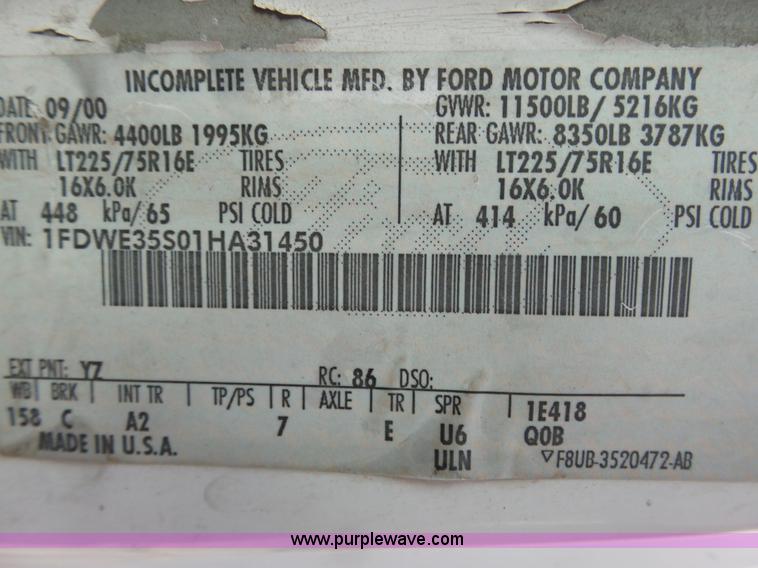 INCOMPLETE VEHICLE MFD. BY FORD MOTOR COMPANY
DATE: 09/00 GVWR: 11500LB/ 5216KG
FRONT GAWR: 4400LB 1995KG REAR GAWR: 8350LB 3787KG
WITH LT225/75R16E TIRES WITH LT225/75R16E TIRES
16X6.0K RIMS 16X6.0K RIMS
AT 448 kPa/65 PSI COLD AT 414 kPa/60 PSI COLD
VIN: 1FDWE35S01HA31450
EXT PNT: YZ RC: 86 DSO:
WB BRK INT TR TP/PS R AXLE TR SPR 1E418
158 C A2 7 E U6 Q0B
MADE IN U.S.A. ULN F8UB-3520472-AB
www.purplewave.com